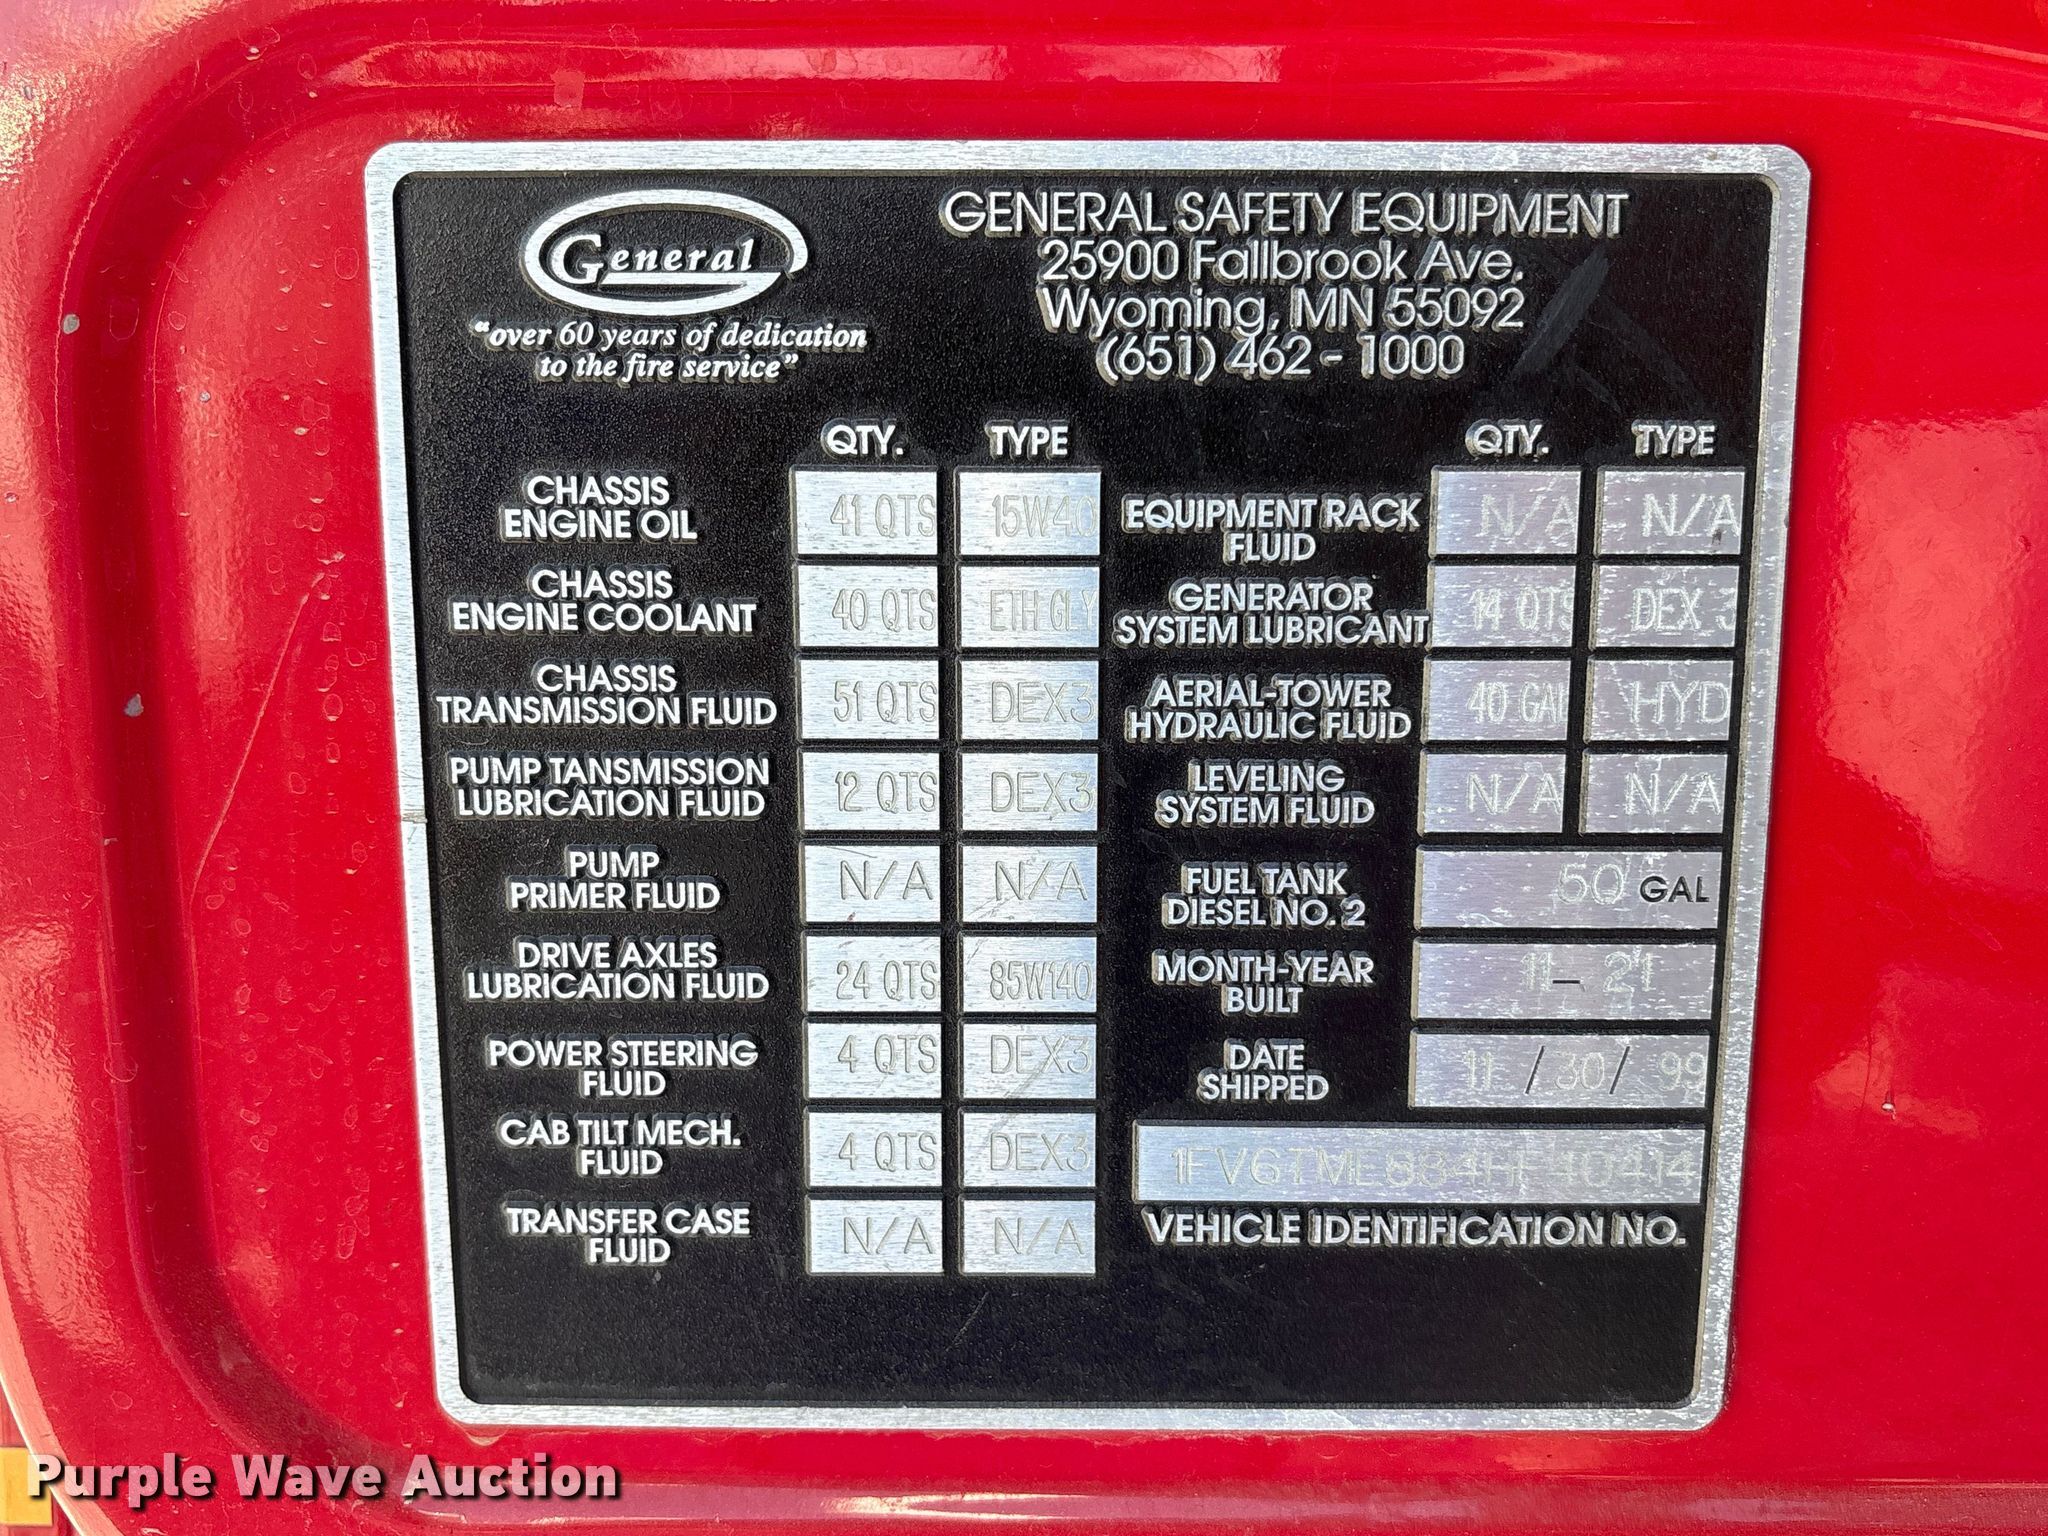 General
"over 60 years of dedication
to the fire service"
GENERAL SAFETY EQUIPMENT
25900 Fallbrook Ave.
Wyoming, MN 55092
(651) 462 - 1000
QTY. TYPE
CHASSIS
ENGINE OIL 41 QTS 15W40
CHASSIS
ENGINE COOLANT 40 QTS ETH GLY
CHASSIS
TRANSMISSION FLUID 51 QTS DEX3
PUMP TANSMISSION
LUBRICATION FLUID 12 QTS DEX3
PUMP
PRIMER FLUID N/A N/A
DRIVE AXLES
LUBRICATION FLUID 24 QTS 85W140
POWER STEERING
FLUID 4 QTS DEX3
CAB TILT MECH.
FLUID 4 QTS DEX3
TRANSFER CASE
FLUID N/A N/A
QTY. TYPE
EQUIPMENT RACK
FLUID N/A N/A
GENERATOR
SYSTEM LUBRICANT 14 QTS DEX 3
AERIAL-TOWER
HYDRAULIC FLUID 40 GAL HYD
LEVELING
SYSTEM FLUID N/A N/A
FUEL TANK
DIESEL NO. 2 50 GAL
MONTH-YEAR
BUILT 11-21
DATE
SHIPPED 11/30/99
VEHICLE IDENTIFICATION NO.
Purple Wave Auction